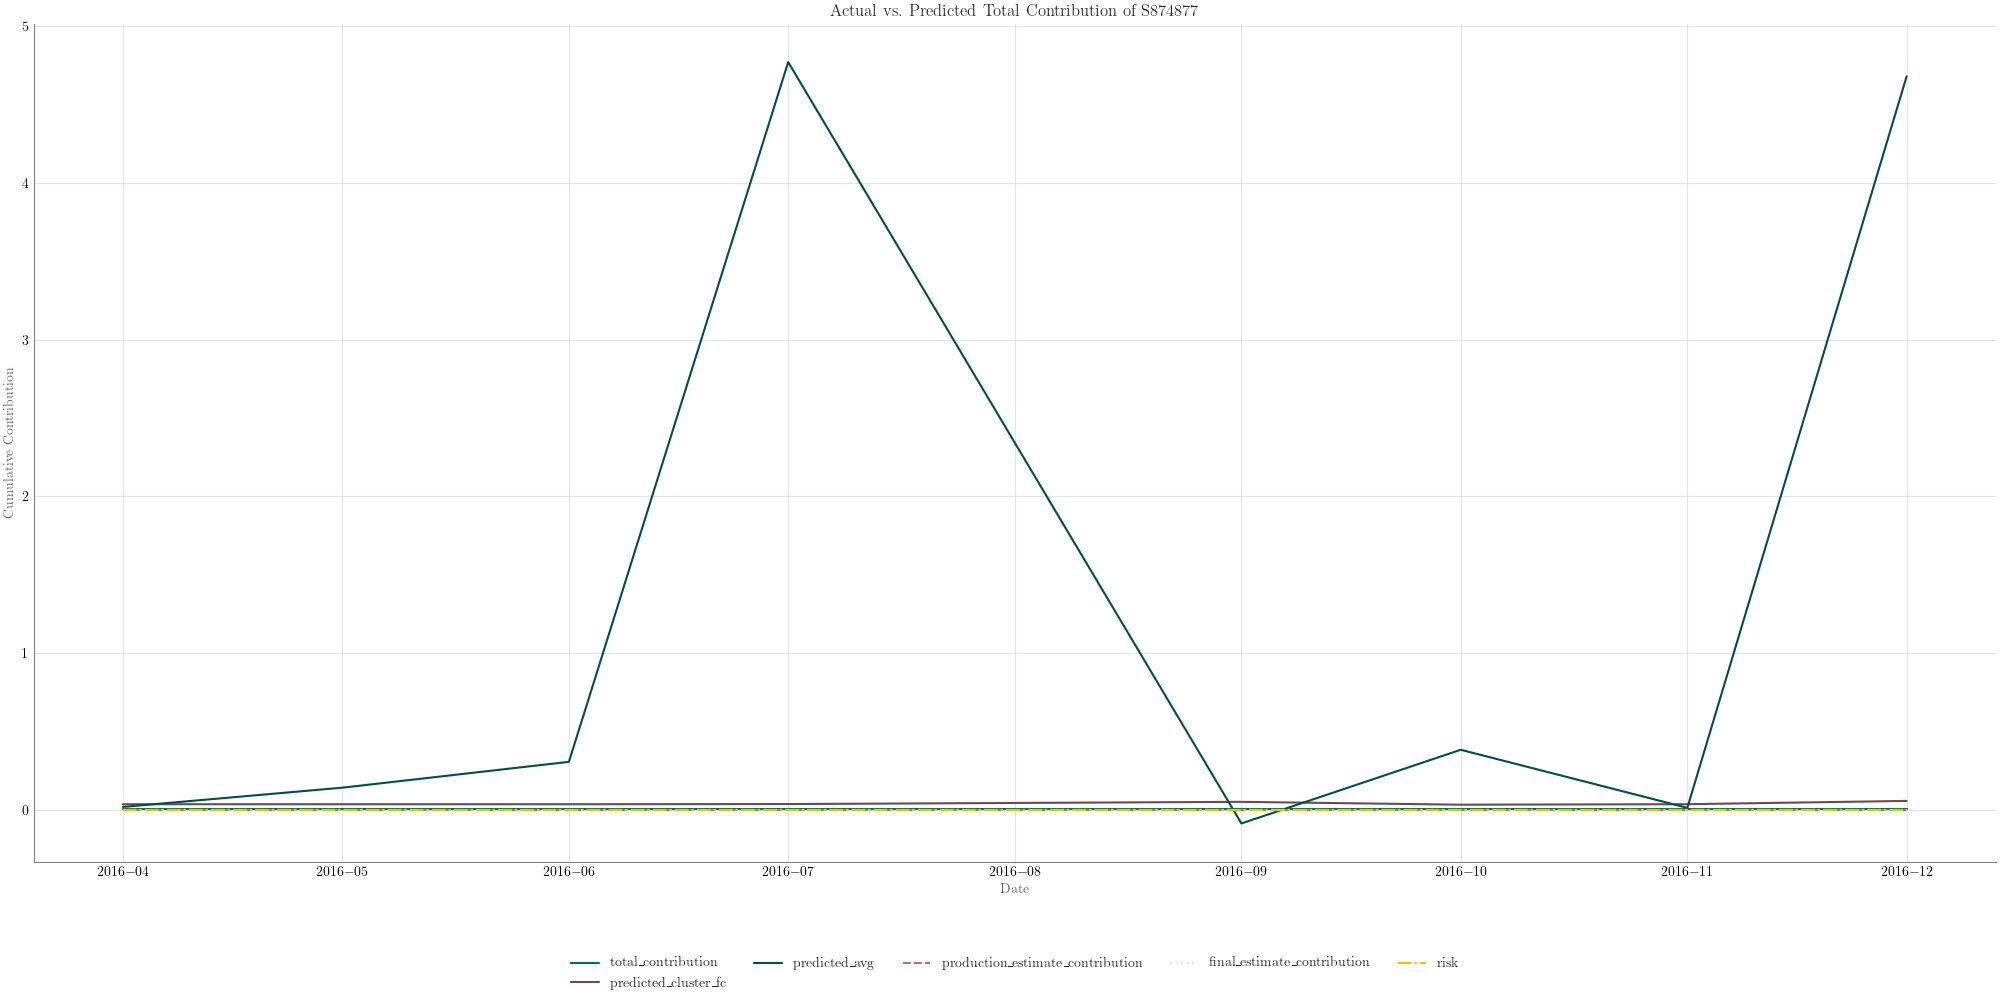 Actual vs. Predicted Total Contribution of S874877
5
4
3
2
1
0
Cumulative Contribution
2016−04 2016−05 2016−06 2016−07 2016−08 2016−09 2016−10 2016−11 2016−12
Date
total_contribution predicted_avg production_estimate_contribution final_estimate_contribution risk
predicted_cluster_fc